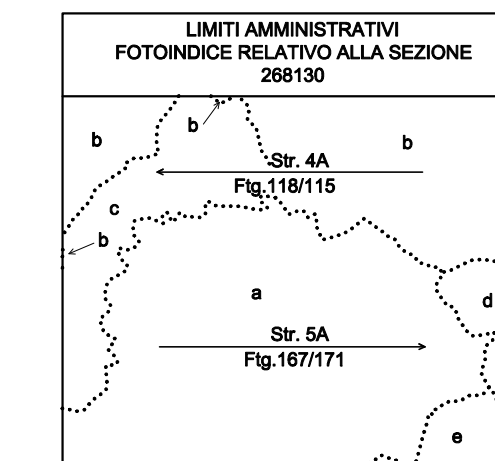 LIMITI AMMINISTRATIVI
FOTOINDICE RELATIVO ALLA SEZIONE
268130
b
b
b
Str. 4A
Ftg.118/115
c
b
a
d
Str. 5A
Ftg.167/171
e